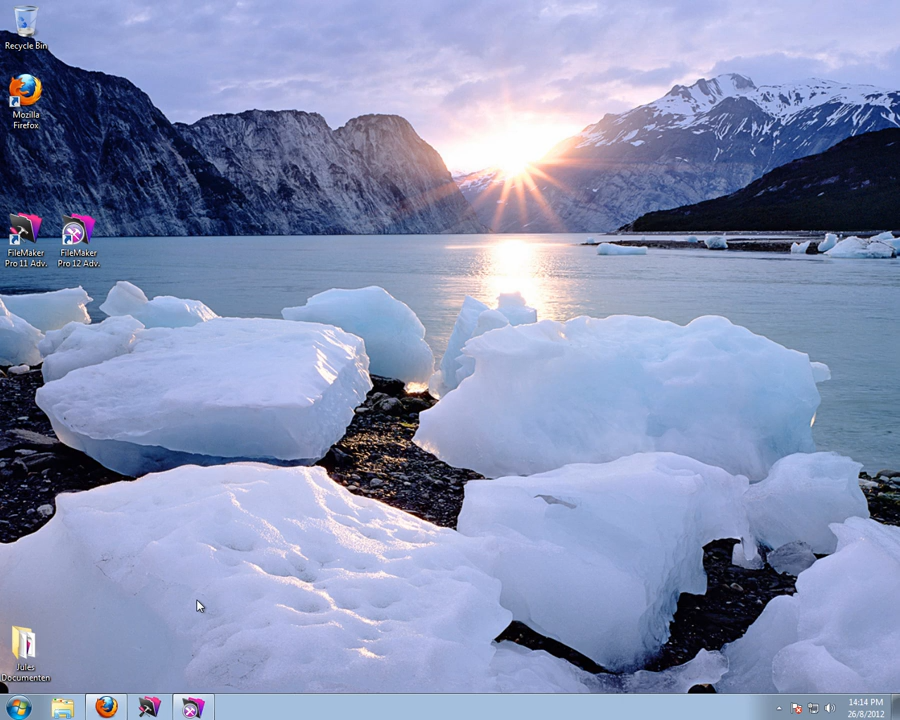 Recycle Bin
Mozilla
Firefox
FileMaker
Pro 11 Adv.
FileMaker
Pro 12 Adv.
Jules
Documenten
14:14 PM
26/8/2012